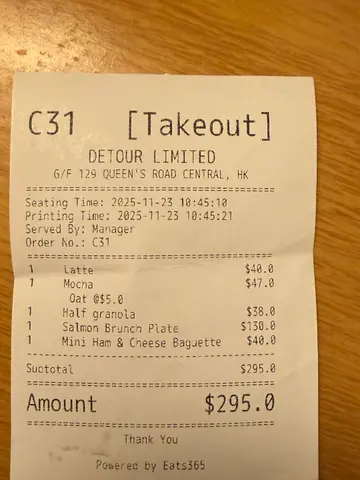 C31 [Takeout]
DETOUR LIMITED
G/F 129 QUEEN'S ROAD CENTRAL, HK
Seating Time: 2025-11-23 10:45:10
Printing Time: 2025-11-23 10:45:21
Served By: Manager
Order No.: C31
1 Latte $40.0
1 Mocha $47.0
Oat @$5.0
1 Half granola $38.0
1 Salmon Brunch Plate $130.0
1 Mini Ham & Cheese Baguette $40.0
Subtotal $295.0
Amount $295.0
Thank You
Powered by Eats365